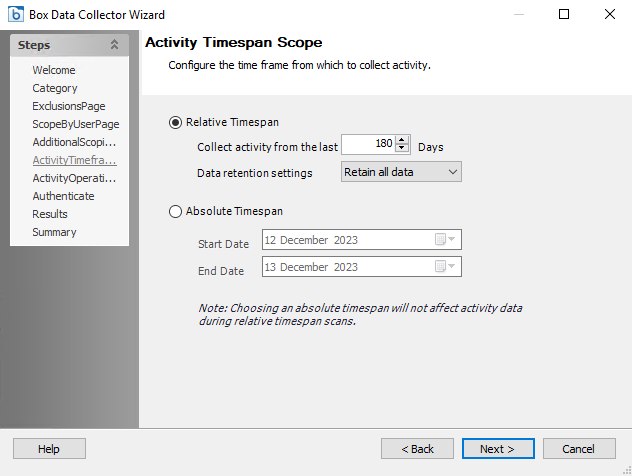 Box Data Collector Wizard
Steps
Welcome
Category
ExclusionsPage
ScopeByUserPage
AdditionalScopi...
ActivityTimefra...
ActivityOperati...
Authenticate
Results
Summary
Activity Timespan Scope
Configure the time frame from which to collect activity.
Relative Timespan
Collect activity from the last 180 Days
Data retention settings Retain all data
Absolute Timespan
Start Date 12 December 2023
End Date 13 December 2023
Note: Choosing an absolute timespan will not affect activity data
during relative timespan scans.
Help < Back Next > Cancel